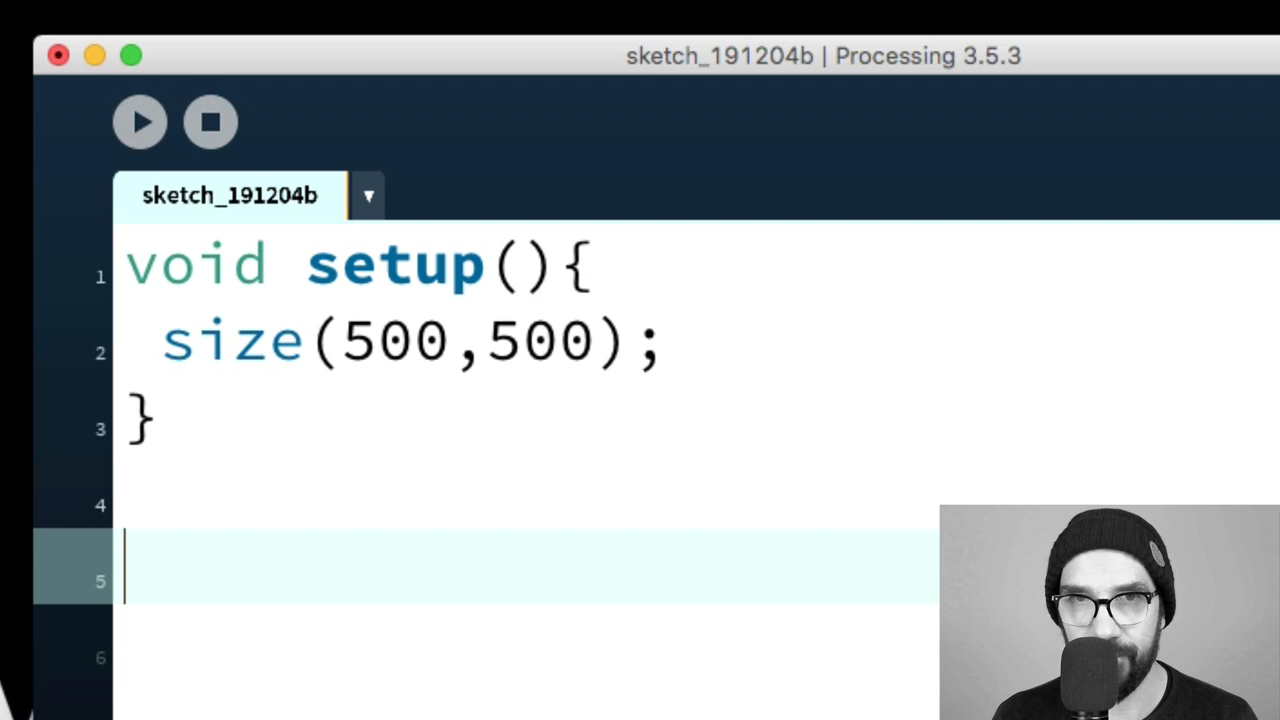 sketch_191204b | Processing 3.5.3
sketch_191204b ▼
1 void setup(){
2 size(500,500);
3 }
4
5
6